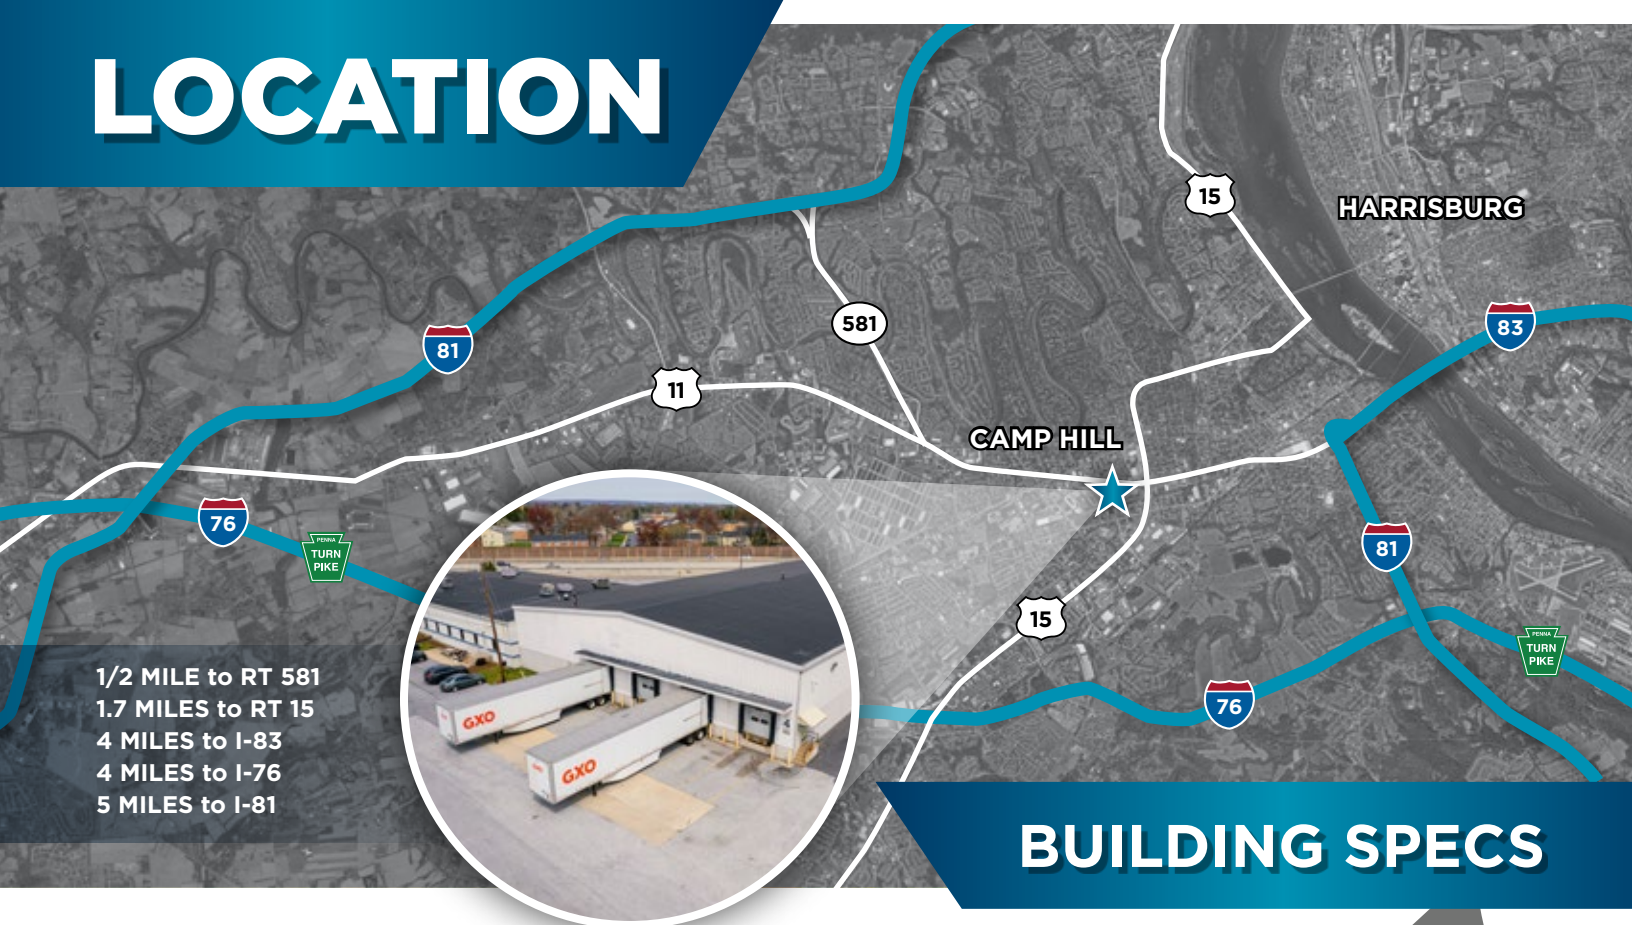 LOCATION
15
HARRISBURG
83
581
81
11
CAMP HILL
76
PENNA
TURN
PIKE
81
15
PENNA
TURN
PIKE
76
1/2 MILE to RT 581
1.7 MILES to RT 15
4 MILES to I-83
4 MILES to I-76
5 MILES to I-81
GXO
GXO
BUILDING SPECS